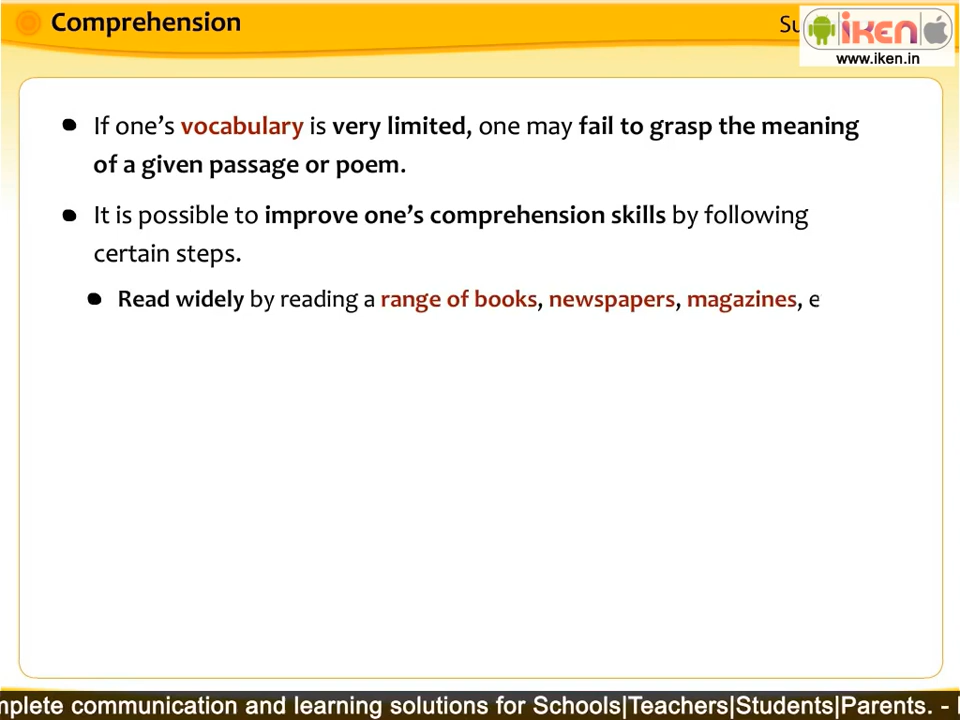 Comprehension
iken
www.iken.in
• If one’s vocabulary is very limited, one may fail to grasp the meaning
of a given passage or poem.
• It is possible to improve one’s comprehension skills by following
certain steps.
• Read widely by reading a range of books, newspapers, magazines, e
mplete communication and learning solutions for Schools|Teachers|Students|Parents. -